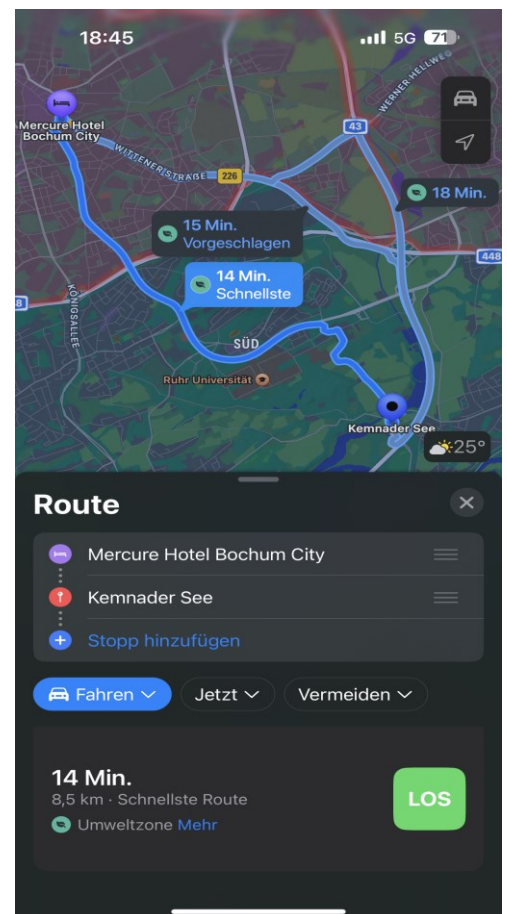 18:45
5G 71
WERNER HELLWEG
Mercure Hotel
Bochum City
43
WITTENER STRAßE
226
18 Min.
15 Min.
Vorgeschlagen
448
14 Min.
Schnellste
KÖNIGSALLEE
8
SÜD
Ruhr Universität
Kemnader See
25°
Route
Mercure Hotel Bochum City
Kemnader See
Stopp hinzufügen
Fahren
Jetzt
Vermeiden
14 Min.
8,5 km · Schnellste Route
LOS
Umweltzone Mehr